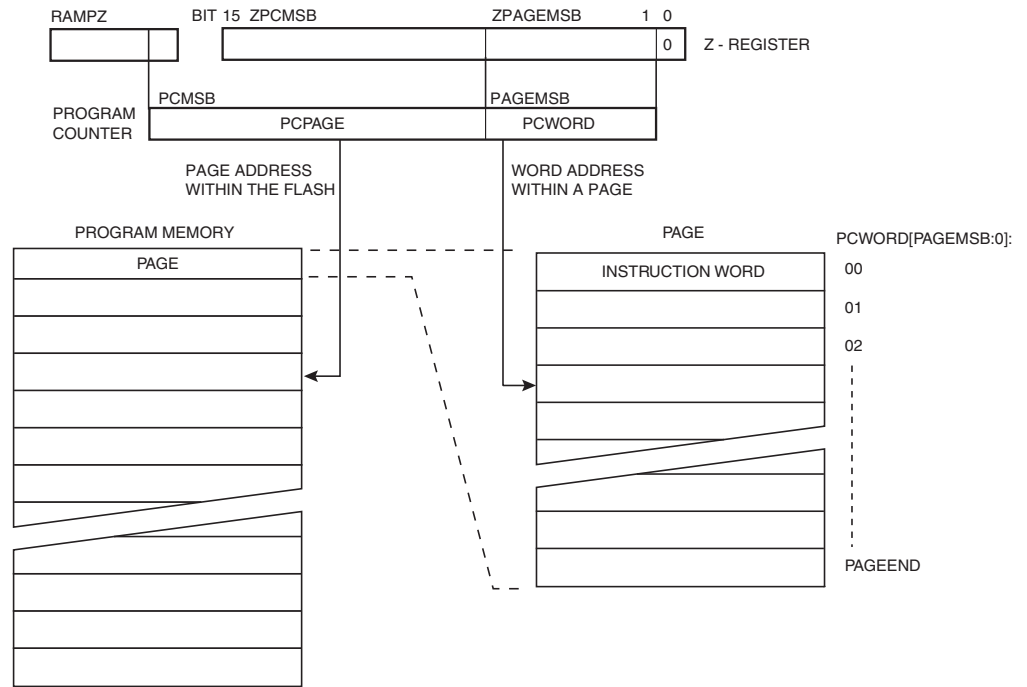 RAMPZ
BIT 15 ZPCMSB ZPAGEMSB 1 0
0 Z - REGISTER
PCMSB PAGEMSB
PROGRAM
COUNTER
PCPAGE PCWORD
PAGE ADDRESS
WITHIN THE FLASH
WORD ADDRESS
WITHIN A PAGE
PROGRAM MEMORY
PAGE
PAGE
PCWORD[PAGEMSB:0]:
INSTRUCTION WORD
00
01
02
PAGEEND